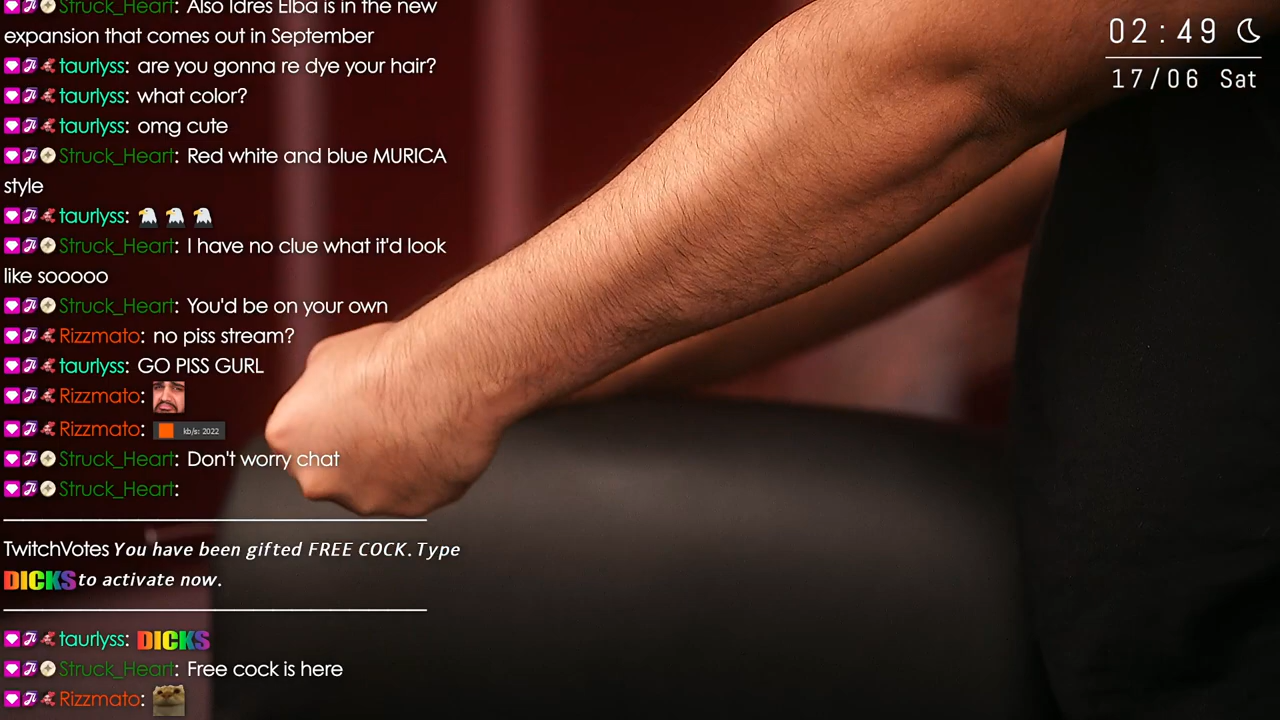 Struck_Heart: Also Idres Elba is in the new
expansion that comes out in September
taurlyss: are you gonna re dye your hair?
taurlyss: what color?
taurlyss: omg cute
Struck_Heart: Red white and blue MURICA
style
taurlyss: 🦅 🦅 🦅
Struck_Heart: I have no clue what it'd look
like sooooo
Struck_Heart: You'd be on your own
Rizzmato: no piss stream?
taurlyss: GO PISS GURL
Rizzmato:
Rizzmato: kb/s: 2022
Struck_Heart: Don't worry chat
Struck_Heart:
TwitchVotes You have been gifted FREE COCK. Type
DICKS to activate now.
taurlyss: DICKS
Struck_Heart: Free cock is here
Rizzmato:
02:49
17/06 Sat